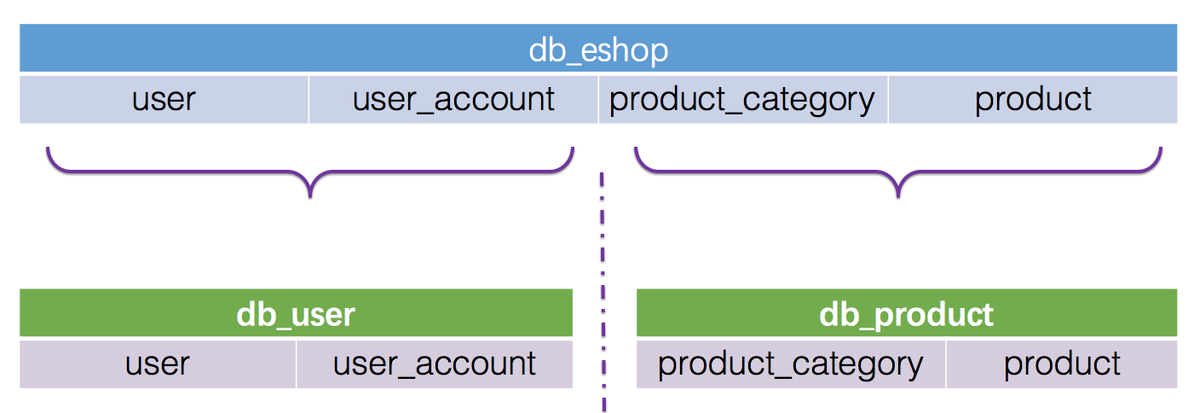 db_eshop
user user_account product_category product
db_user db_product
user user_account product_category product